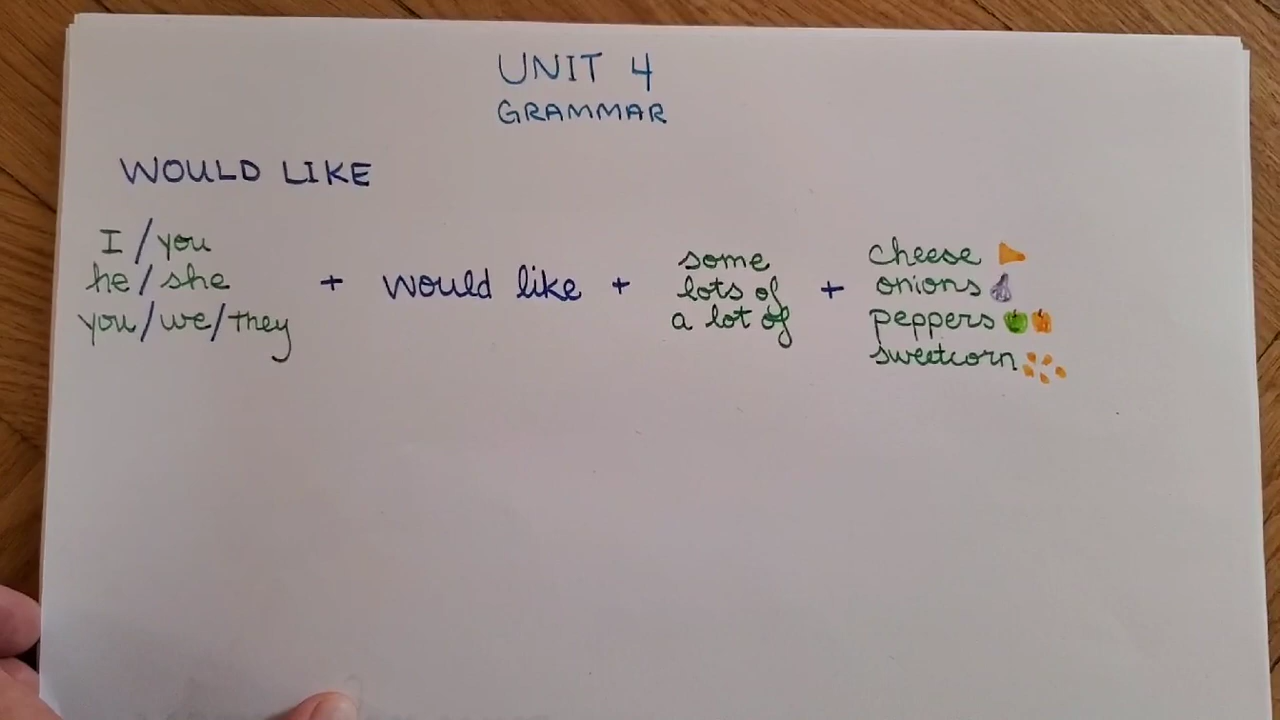 UNIT 4
GRAMMAR
WOULD LIKE
I / you
he / she
you / we / they
+ would like +
some
lots of
a lot of
+
cheese
onions
peppers
sweetcorn